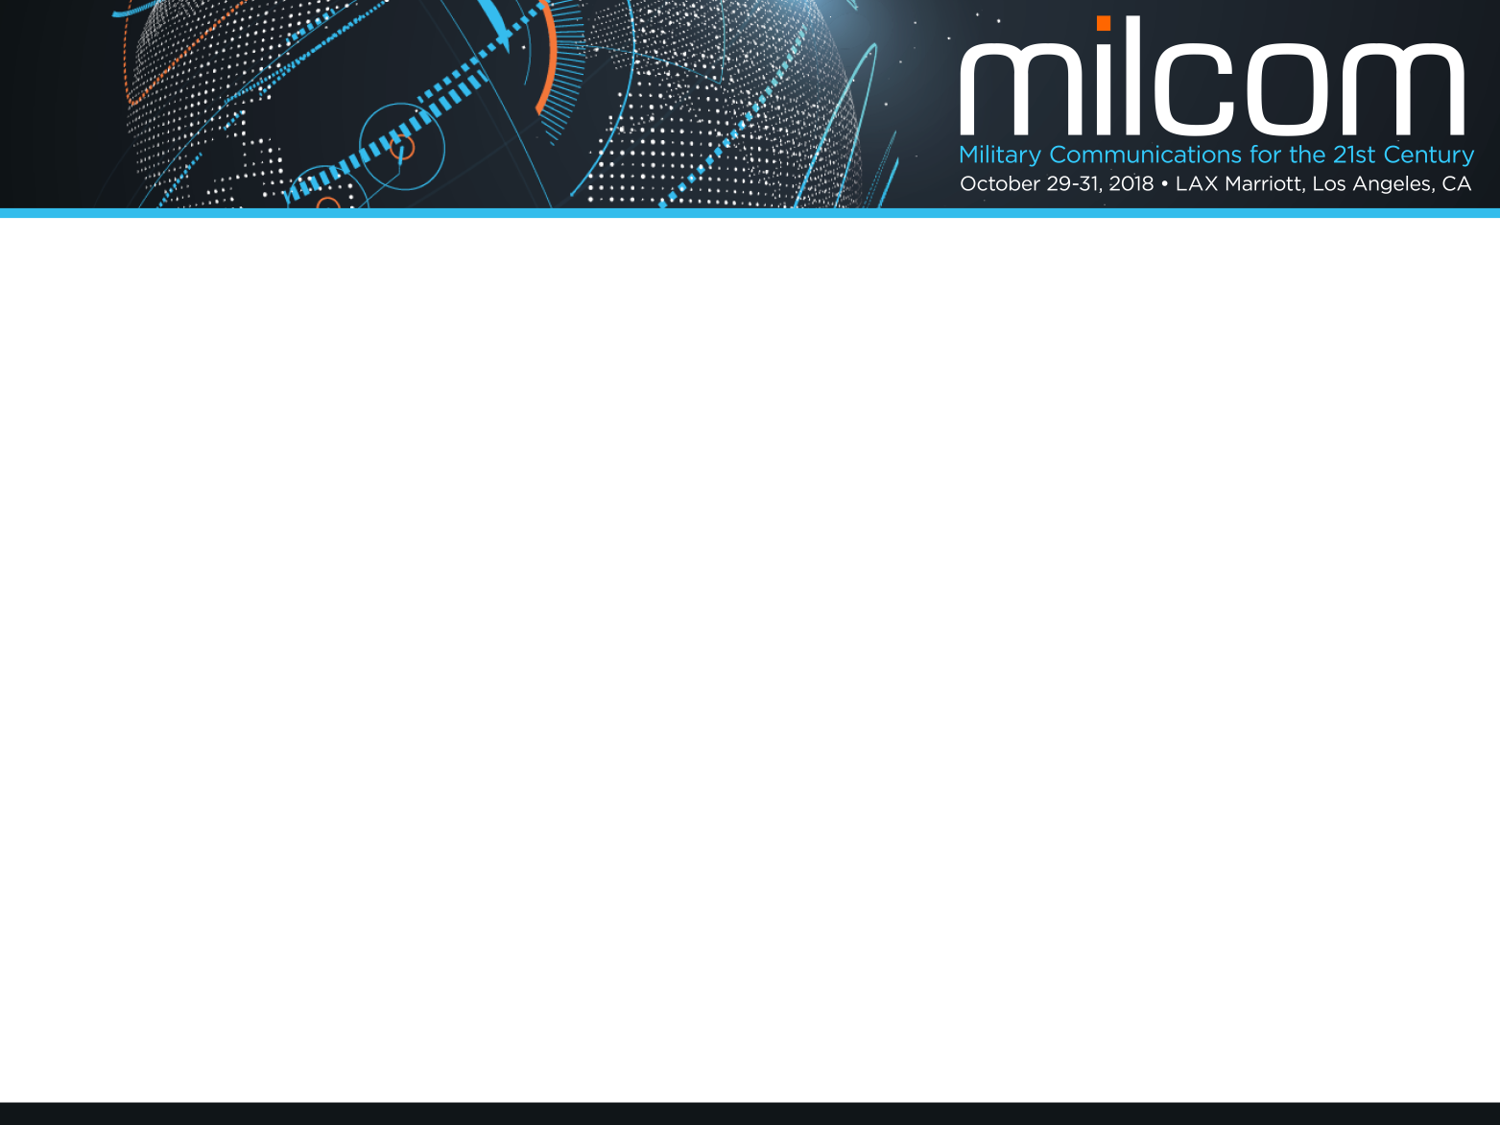 milcom
Military Communications for the 21st Century
October 29-31, 2018 • LAX Marriott, Los Angeles, CA